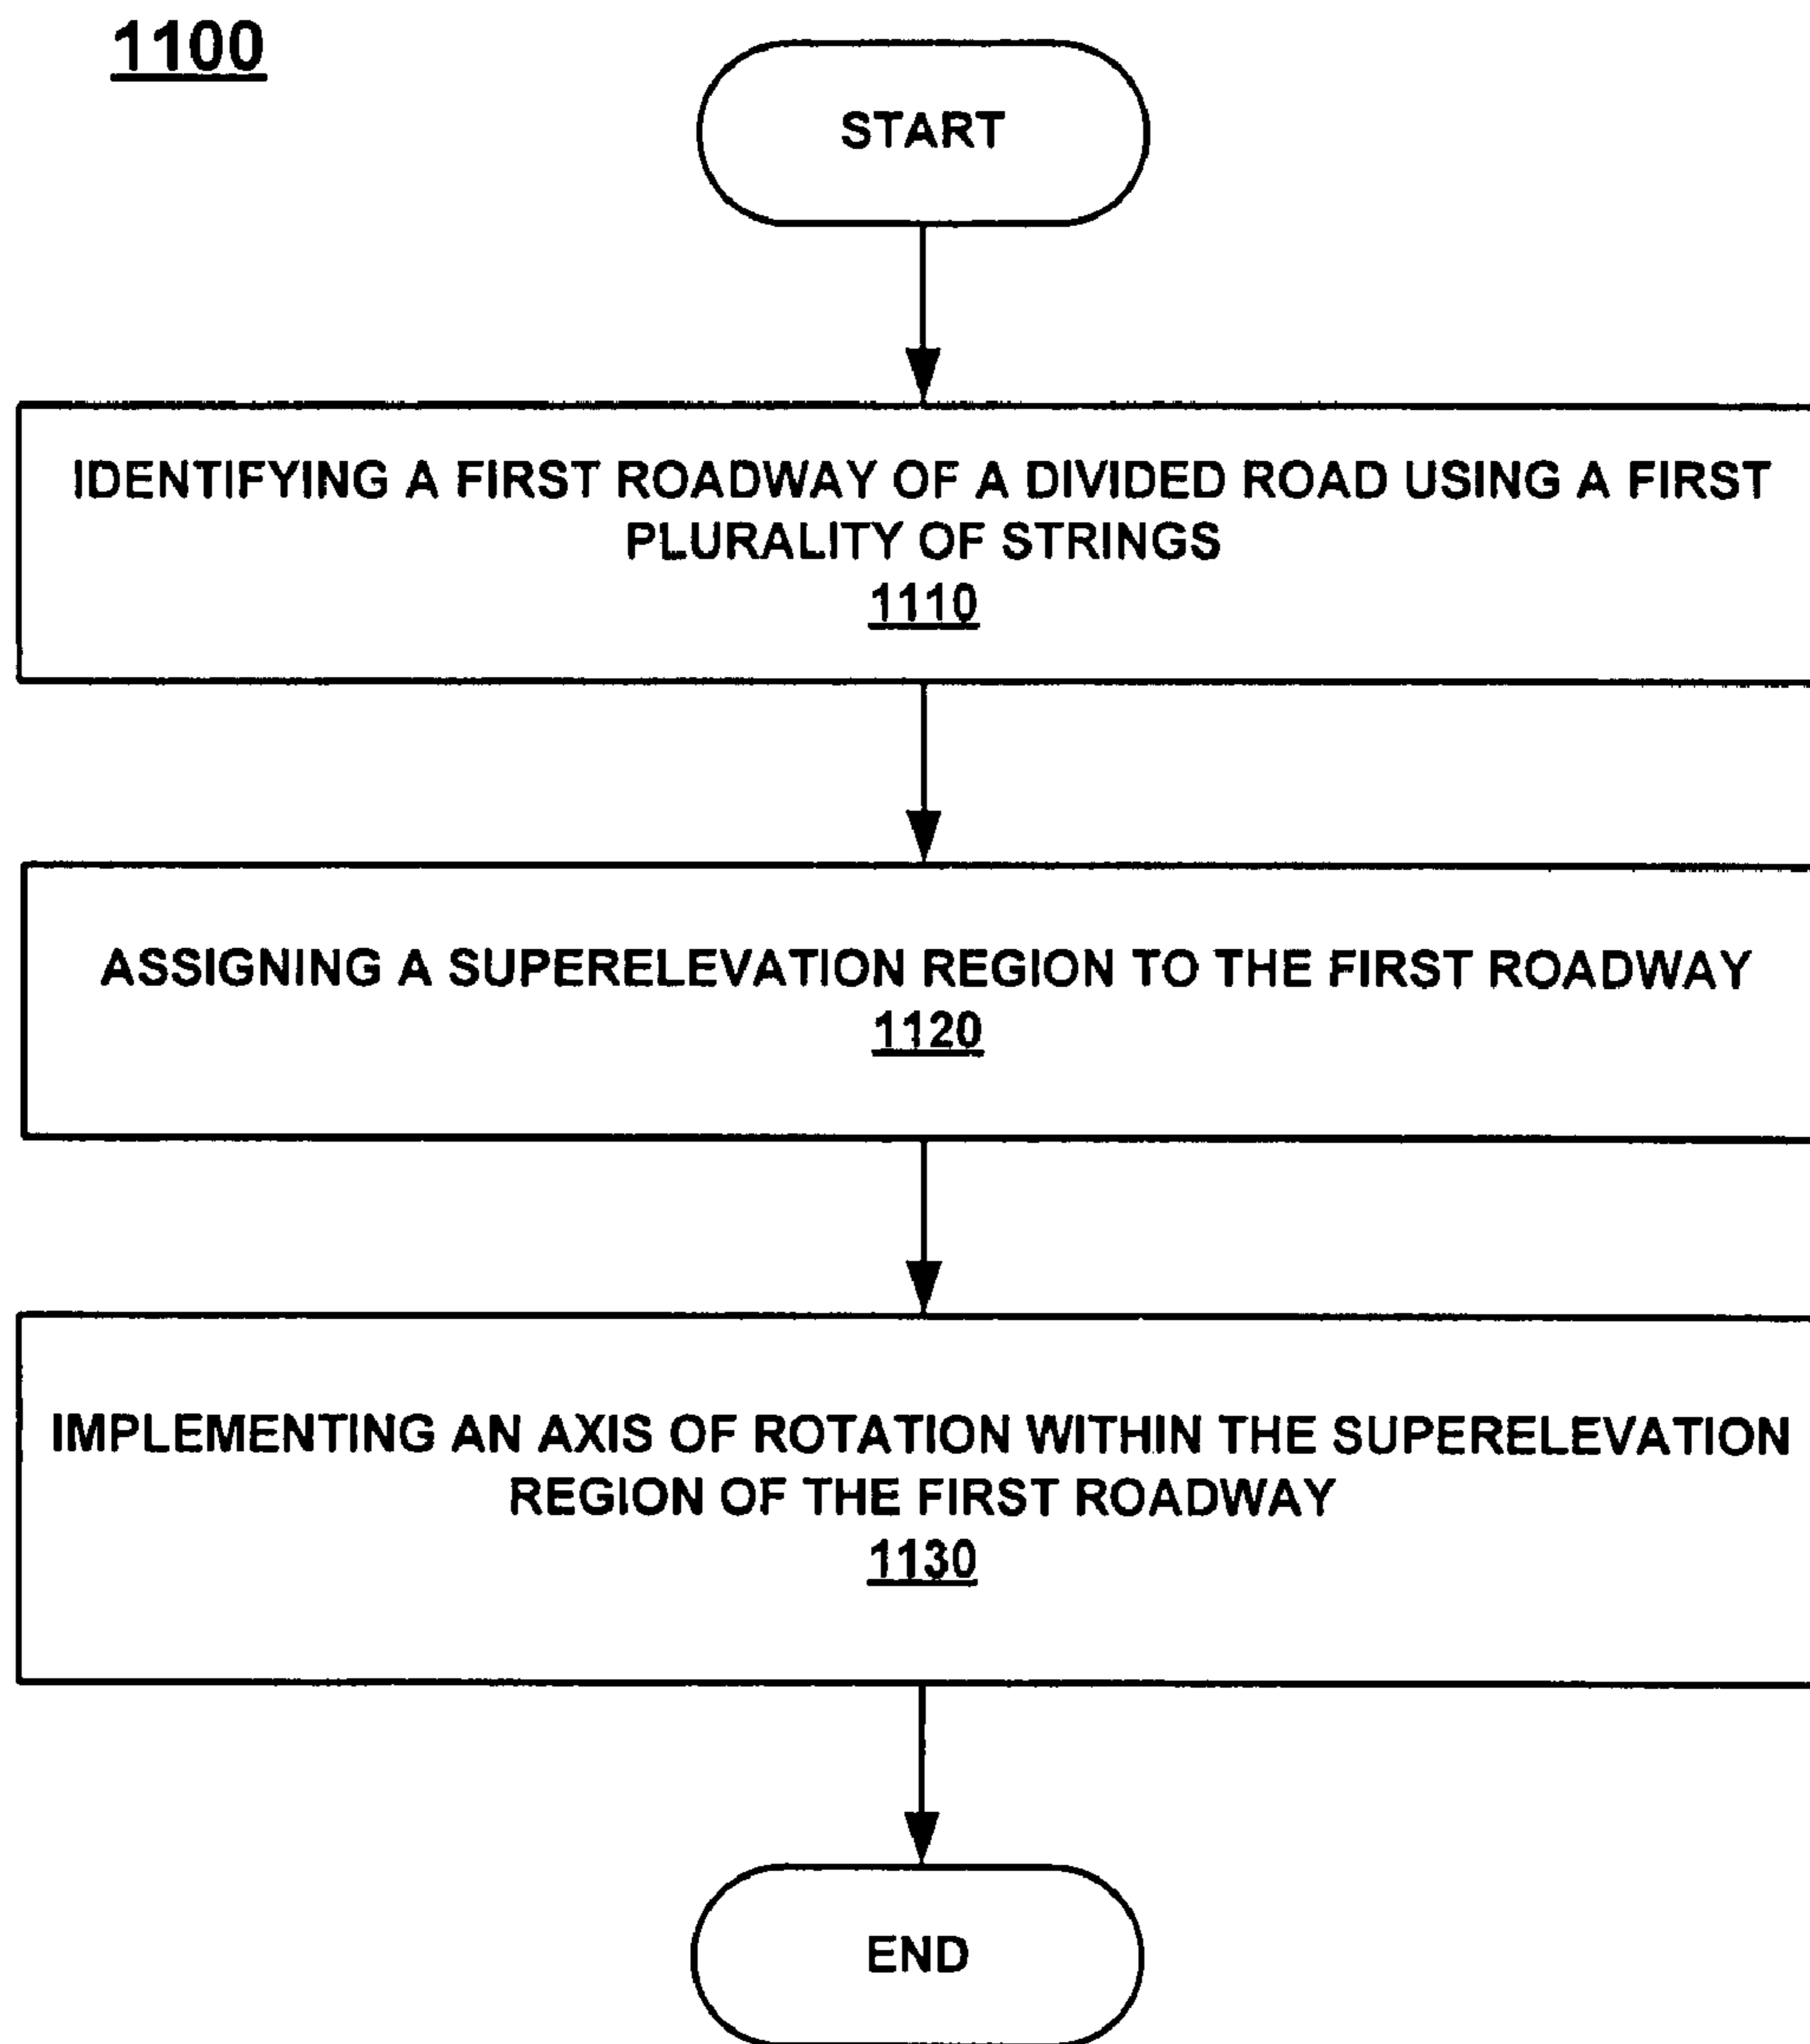 1100
START
IDENTIFYING A FIRST ROADWAY OF A DIVIDED ROAD USING A FIRST
PLURALITY OF STRINGS
1110
ASSIGNING A SUPERELEVATION REGION TO THE FIRST ROADWAY
1120
IMPLEMENTING AN AXIS OF ROTATION WITHIN THE SUPERELEVATION
REGION OF THE FIRST ROADWAY
1130
END